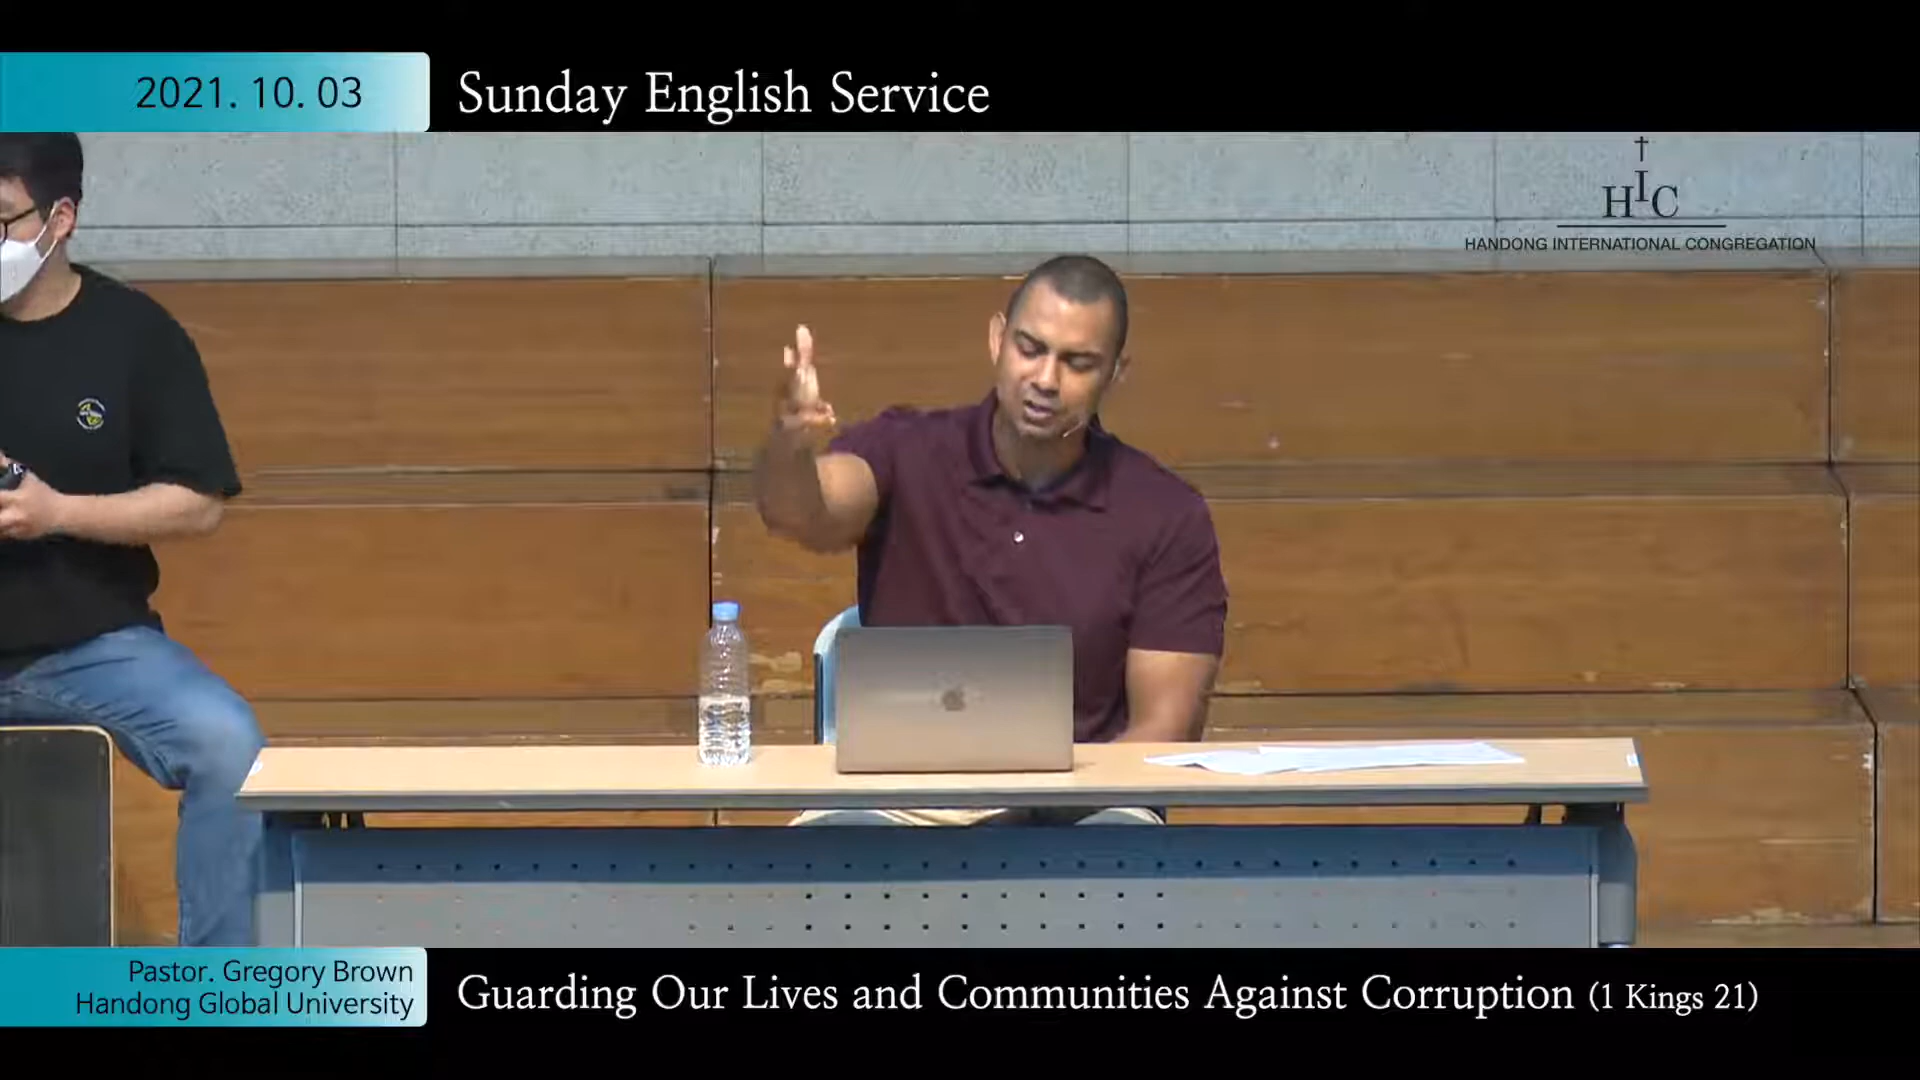 2021. 10. 03
Sunday English Service
HIC
HANDONG INTERNATIONAL CONGREGATION
Pastor. Gregory Brown
Handong Global University
Guarding Our Lives and Communities Against Corruption (1 Kings 21)